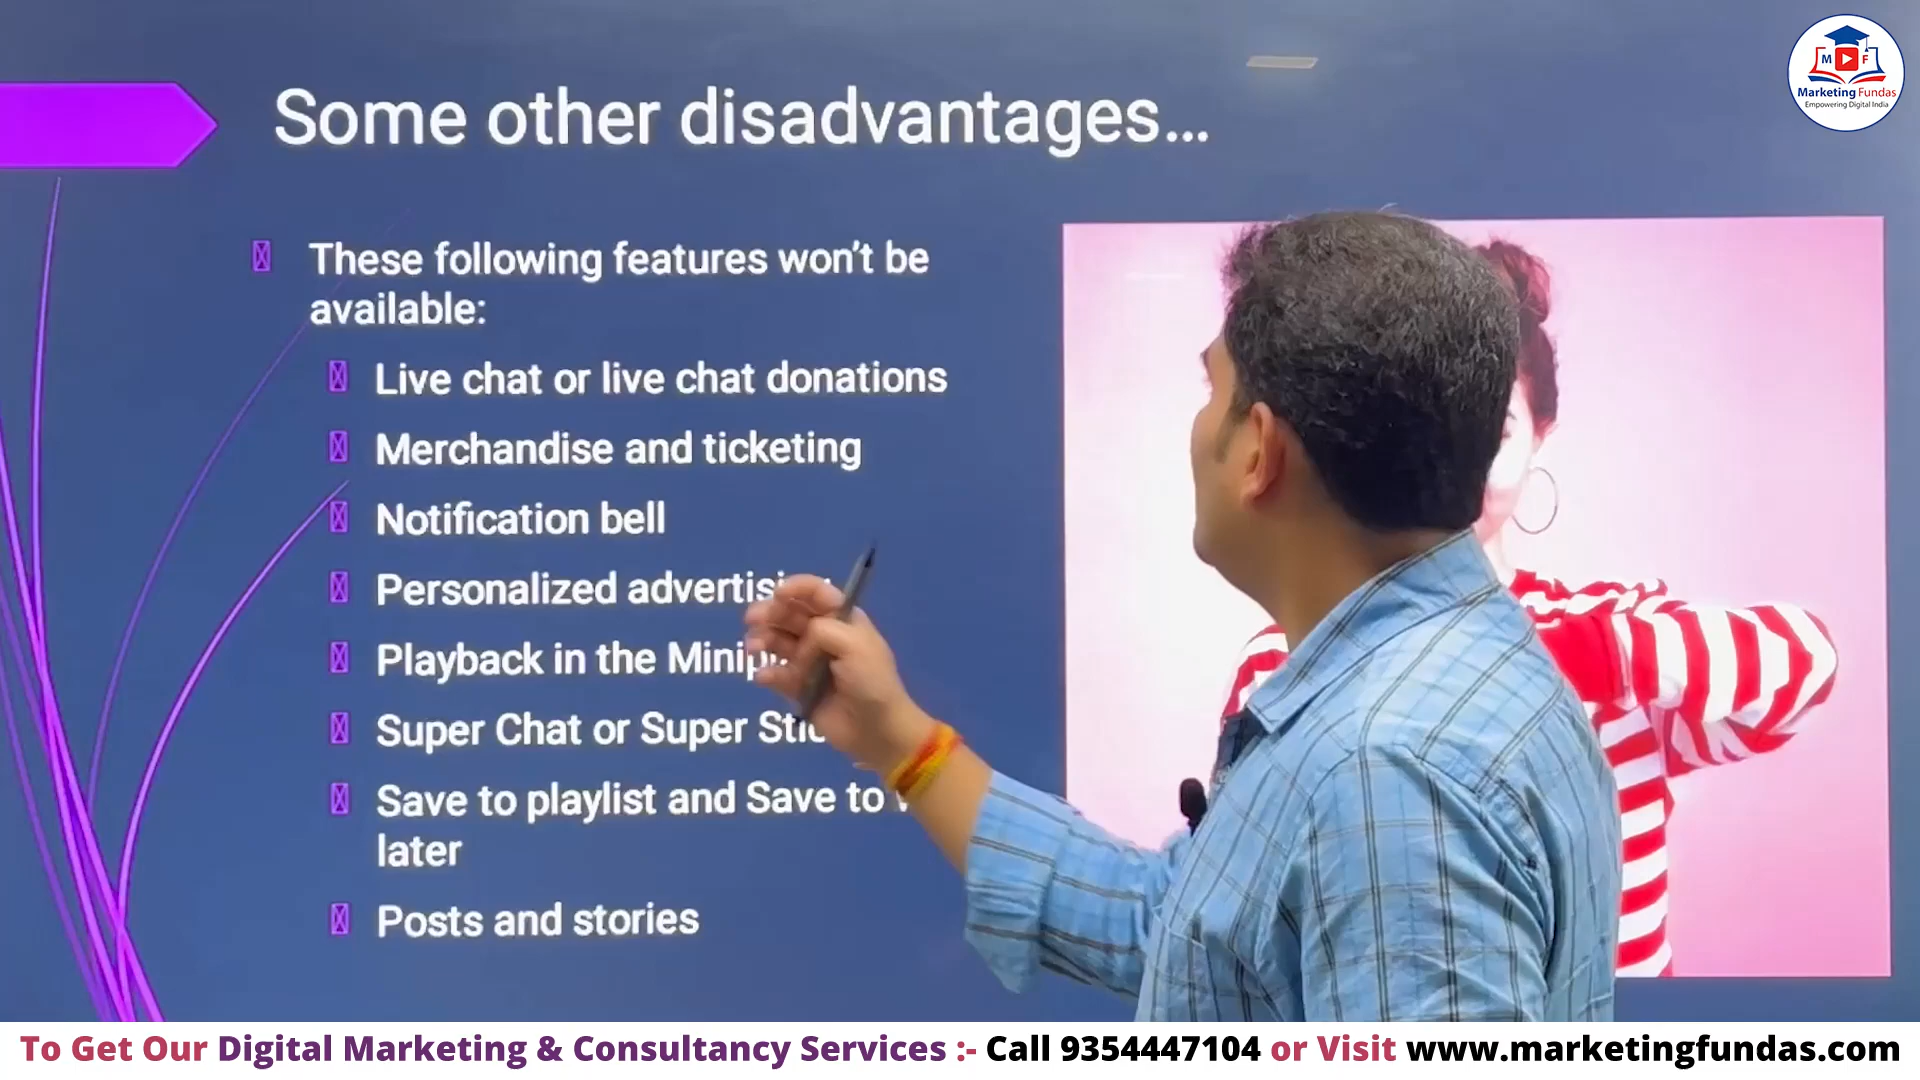 M F
Marketing Fundas
Empowering Digital India
Some other disadvantages...
These following features won't be
available:
Live chat or live chat donations
Merchandise and ticketing
Notification bell
Personalized
Playback in the
Super Chat or Super
Save to playlist and Save to
later
Posts and stories
To Get Our Digital Marketing & Consultancy Services :- Call 9354447104 or Visit www.marketingfundas.com